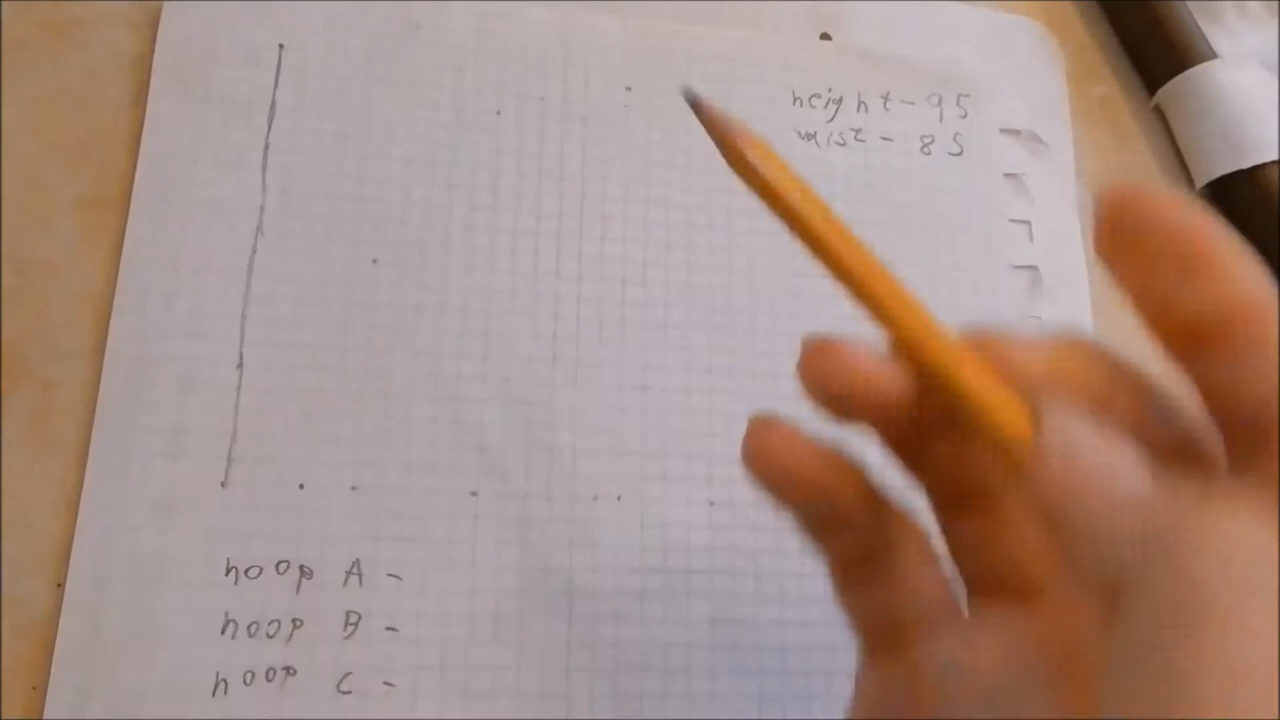 height - 95
waist - 85
hoop A -
hoop B -
hoop C -